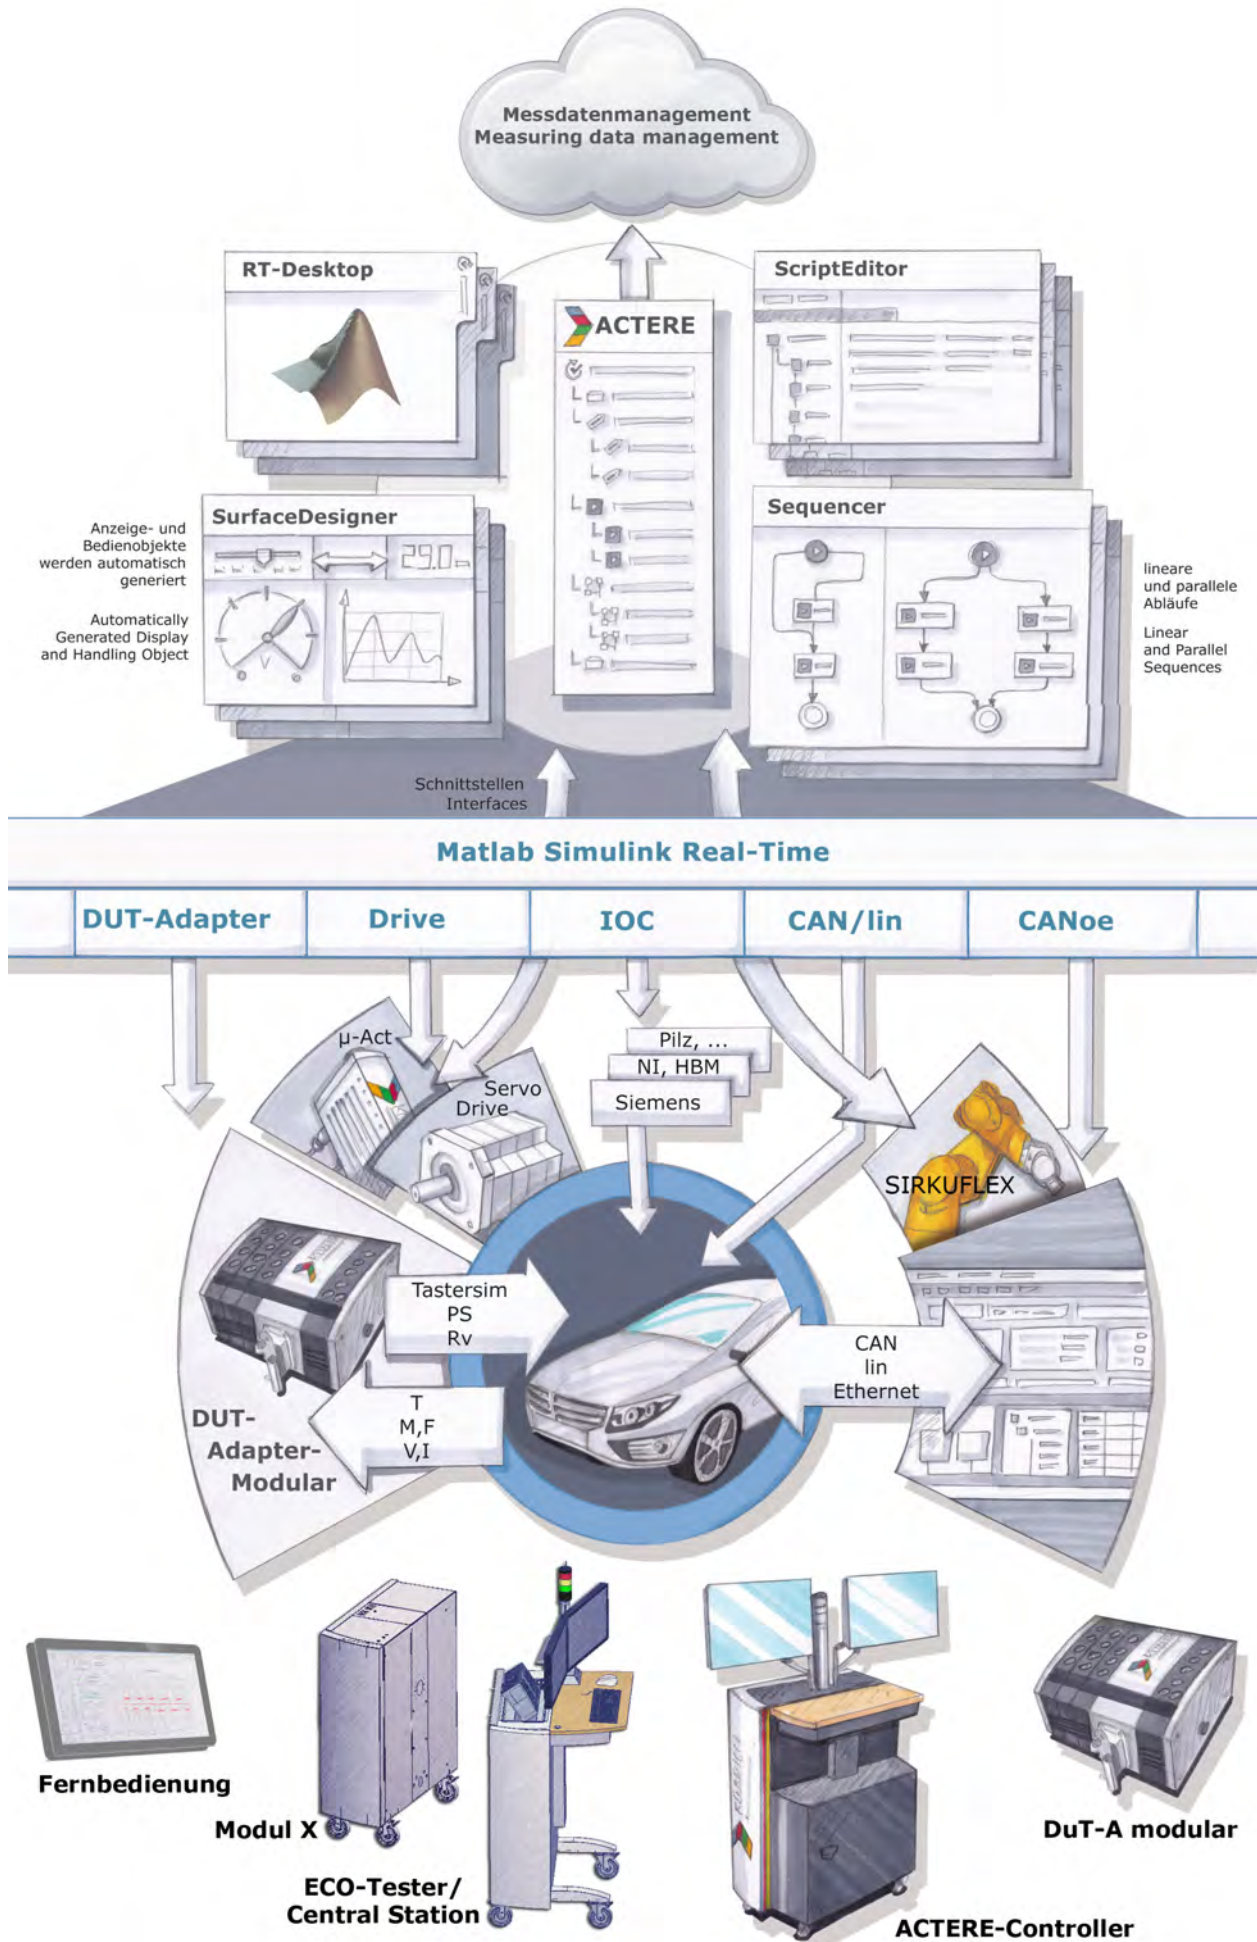 Messdatenmanagement
Measuring data management
RT-Desktop
ScriptEditor
ACTERE
SurfaceDesigner
Sequencer
Anzeige- und
Bedienobjekte
werden automatisch
generiert
Automatically
Generated Display
and Handling Object
29.0
V
lineare
und parallele
Abläufe
Linear
and Parallel
Sequences
Schnittstellen
Interfaces
Matlab Simulink Real-Time
DUT-Adapter
Drive
IOC
CAN/lin
CANoe
µ-Act
Servo
Drive
Pilz, ...
NI, HBM
Siemens
SIRKUFLEX
Tastersim
PS
Rv
CAN
lin
Ethernet
T
M,F
V,I
DUT-
Adapter-
Modular
Fernbedienung
Modul X
ECO-Tester/
Central Station
ACTERE-Controller
DuT-A modular